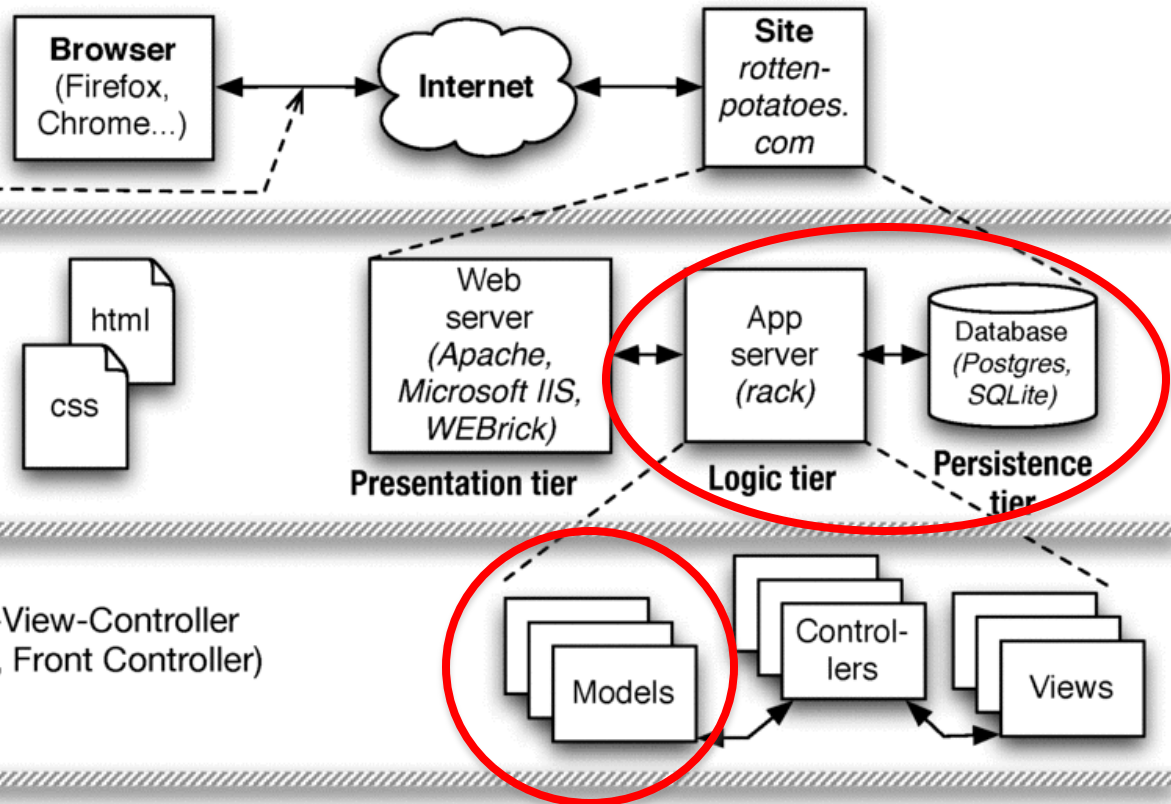 Browser
(Firefox,
Chrome...)
Internet
Site
rotten-
potatoes.
com
html
css
Web
server
(Apache,
Microsoft IIS,
WEBrick)
Presentation tier
App
server
(rack)
Logic tier
Database
(Postgres,
SQLite)
Persistence
tier
-View-Controller
, Front Controller)
Models
Control-
lers
Views